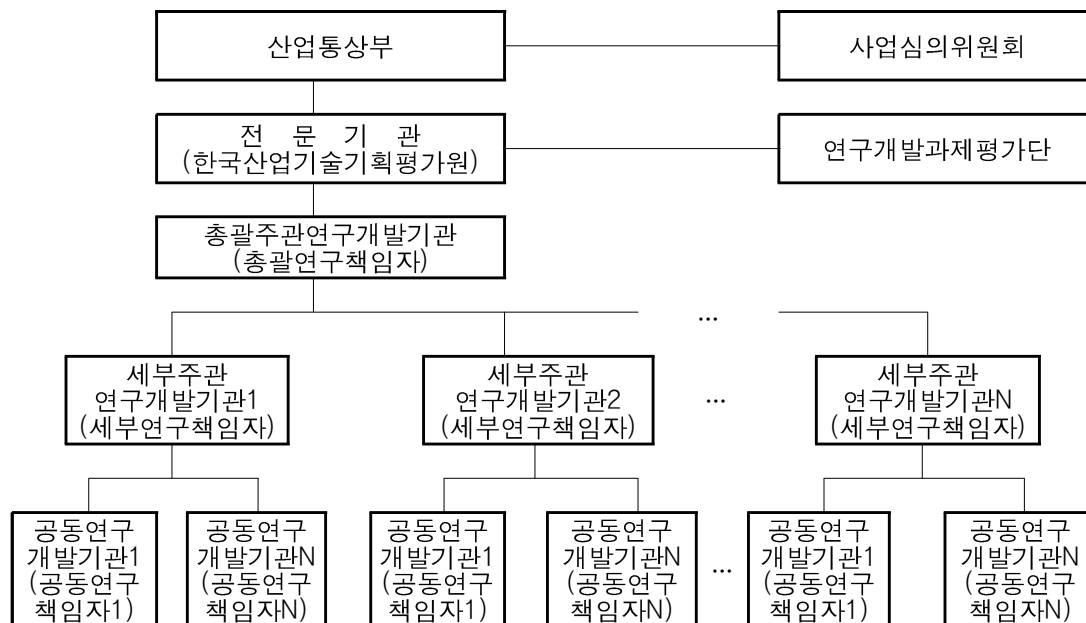 산업통상부
사업심의위원회
전 문 기 관
(한국산업기술기획평가원)
연구개발과제평가단
총괄주관연구개발기관
(총괄연구책임자)
...
세부주관
연구개발기관1
(세부연구책임자)
세부주관
연구개발기관2
(세부연구책임자)
...
세부주관
연구개발기관N
(세부연구책임자)
공동연구
개발기관1
(공동연구
책임자1)
공동연구
개발기관N
(공동연구
책임자N)
공동연구
개발기관1
(공동연구
책임자1)
공동연구
개발기관N
(공동연구
책임자N)
...
공동연구
개발기관1
(공동연구
책임자1)
공동연구
개발기관N
(공동연구
책임자N)